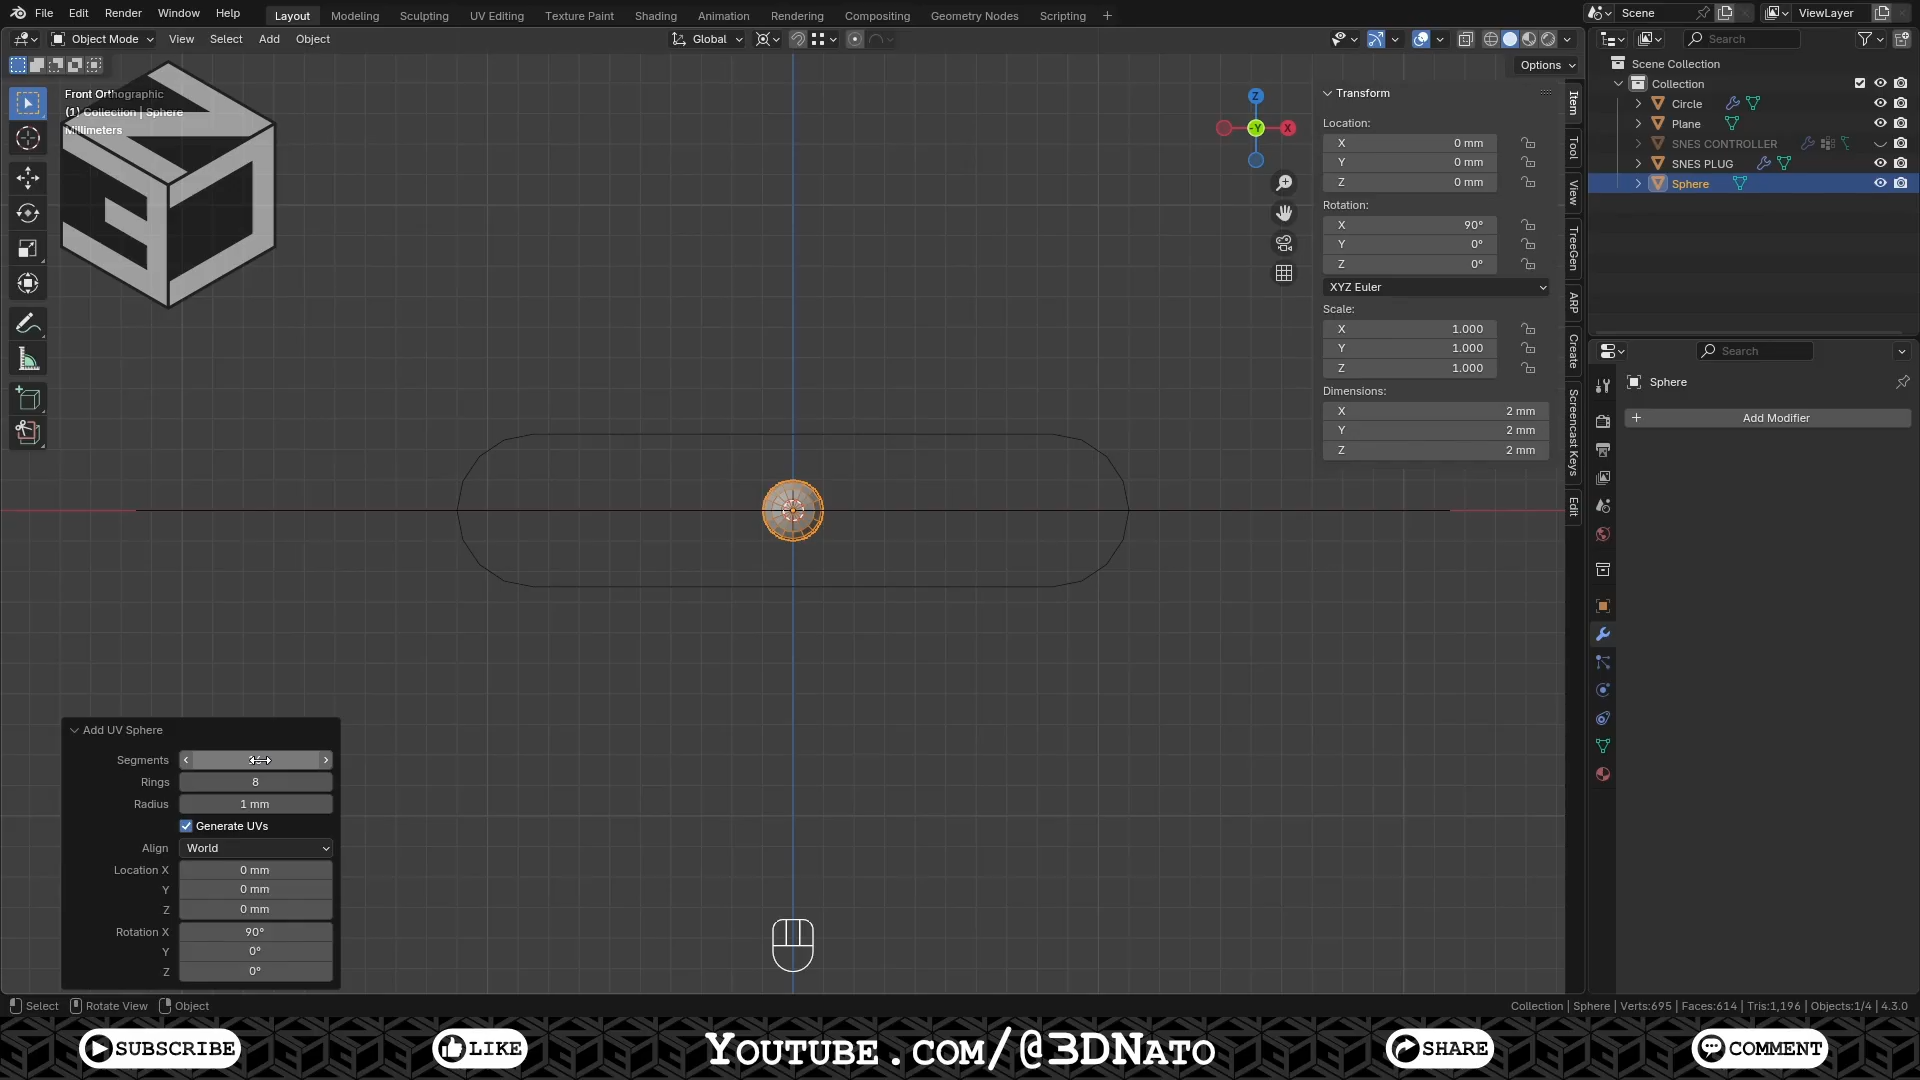 File Edit Render Window Help Layout Modeling Sculpting UV Editing Texture Paint Shading Animation Rendering Compositing Geometry Nodes Scripting + Scene ViewLayer
Object Mode View Select Add Object Global Search
Options
Front Orthographic
(1) Collection | Sphere
Millimeters
Z
-Y
X
Transform
Location:
X 0 mm
Y 0 mm
Z 0 mm
Rotation:
X 90°
Y 0°
Z 0°
XYZ Euler
Scale:
X 1.000
Y 1.000
Z 1.000
Dimensions:
X 2 mm
Y 2 mm
Z 2 mm
Item
Tool
View
TreeGen
ARP
Create
Screencast Keys
Edit
Scene Collection
Collection
Circle
Plane
SNES CONTROLLER
SNES PLUG
Sphere
Search
Sphere
+ Add Modifier
Add UV Sphere
Segments
Rings 8
Radius 1 mm
Generate UVs
Align World
Location X 0 mm
Y 0 mm
Z 0 mm
Rotation X 90°
Y 0°
Z 0°
Select Rotate View Object Collection | Sphere | Verts:695 | Faces:614 | Tris:1,196 | Objects:1/4 | 4.3.0
SUBSCRIBE LIKE YOUTUBE.COM/@3DNATO SHARE COMMENT